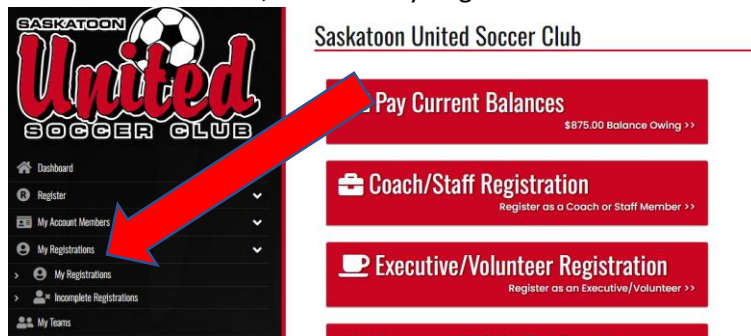 SASKATOON
United
SOCCER CLUB
Dashboard
R Register
My Account Members
My Registrations
> My Registrations
> Incomplete Registrations
My Teams
Saskatoon United Soccer Club
Pay Current Balances
$875.00 Balance Owing >>
Coach/Staff Registration
Register as a Coach or Staff Member >>
Executive/Volunteer Registration
Register as an Executive/Volunteer >>